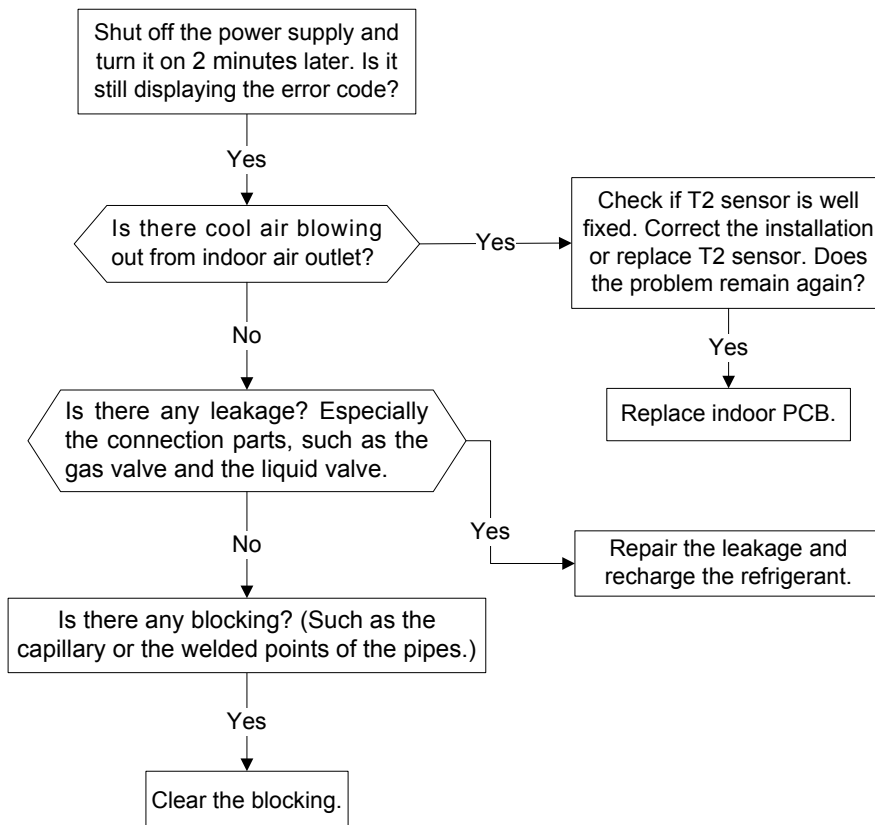 Shut off the power supply and
turn it on 2 minutes later. Is it
still displaying the error code?
Yes
Is there cool air blowing
out from indoor air outlet?
Yes
Check if T2 sensor is well
fixed. Correct the installation
or replace T2 sensor. Does
the problem remain again?
Yes
Replace indoor PCB.
No
Is there any leakage? Especially
the connection parts, such as the
gas valve and the liquid valve.
Yes
Repair the leakage and
recharge the refrigerant.
No
Is there any blocking? (Such as the
capillary or the welded points of the pipes.)
Yes
Clear the blocking.